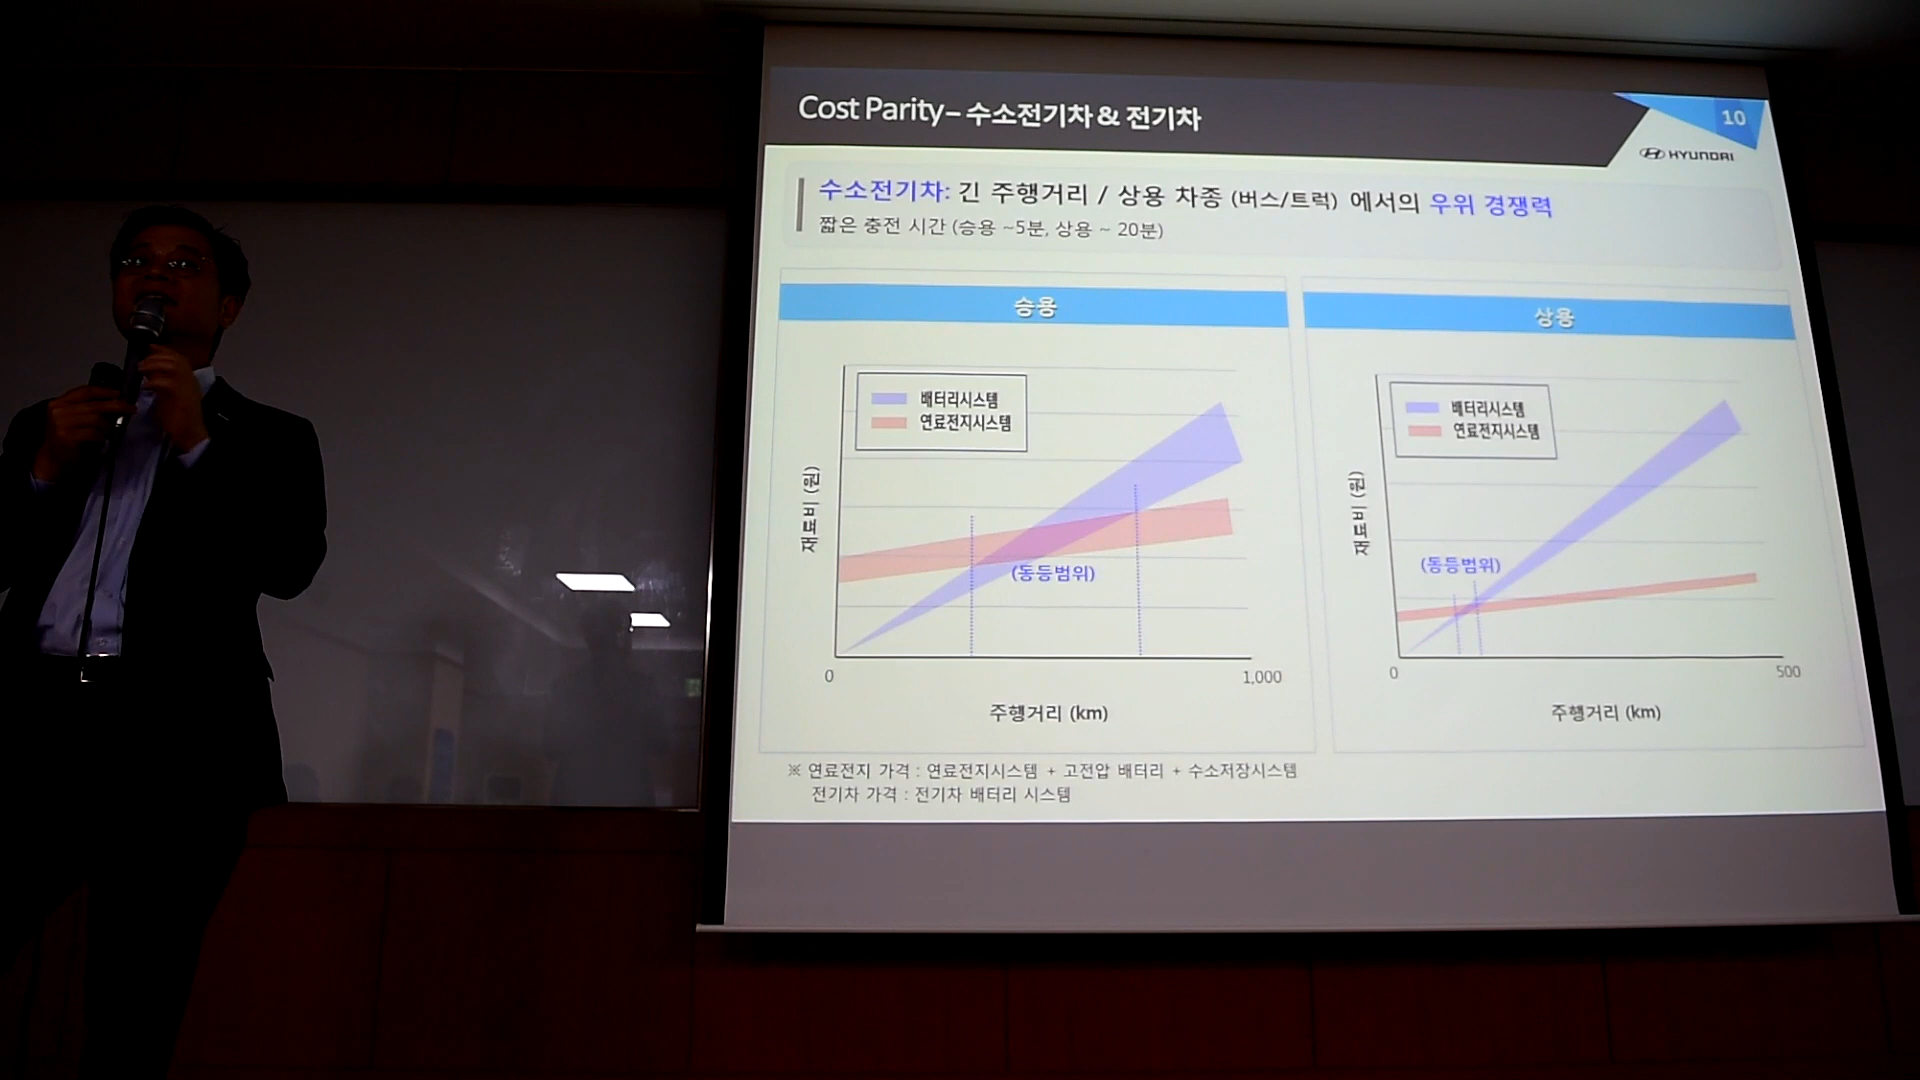 Cost Parity – 수소전기차 & 전기차
10
HYUNDAI
수소전기차: 긴 주행거리 / 상용 차종 (버스/트럭) 에서의 우위 경쟁력
짧은 충전 시간 (승용 ~5분, 상용 ~ 20분)
승용
배터리시스템
연료전지시스템
재료비 (원)
(동등범위)
0
1,000
주행거리 (km)
상용
배터리시스템
연료전지시스템
재료비 (원)
(동등범위)
0
500
주행거리 (km)
※ 연료전지 가격 : 연료전지시스템 + 고전압 배터리 + 수소저장시스템
전기차 가격 : 전기차 배터리 시스템